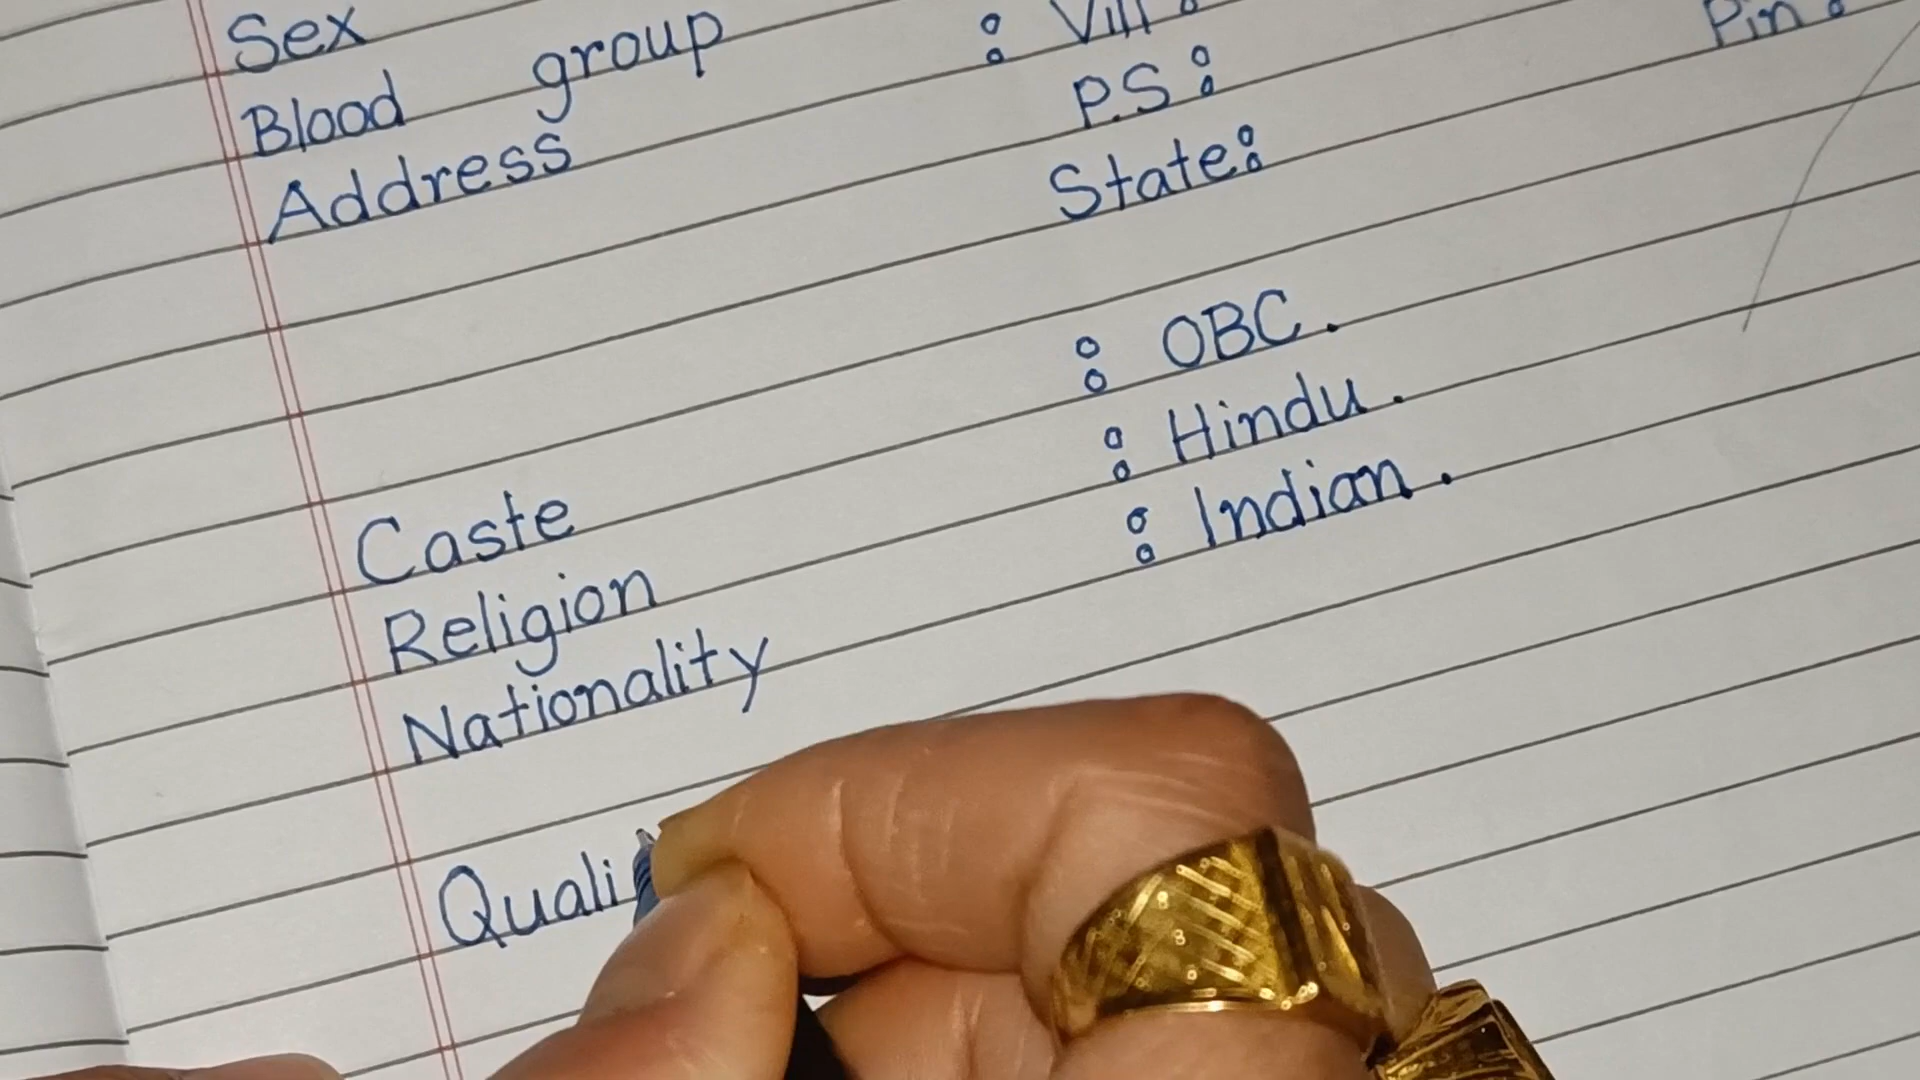 Sex
Blood group : Vill : Pin :
Address P.S :
State :
Caste : OBC.
Religion : Hindu.
Nationality : Indian.
Quali